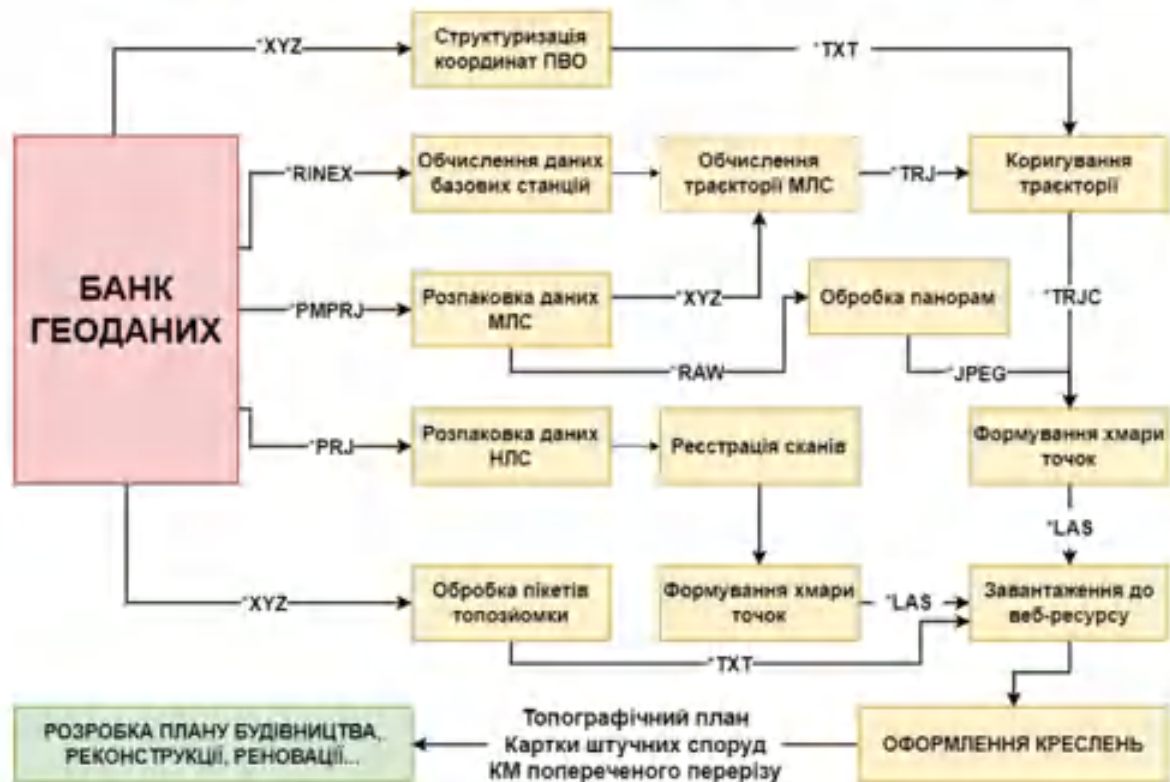 *XYZ
Структуризація
координат ПВО
*TXT
БАНК
ГЕОДАНИХ
*RINEX
Обчислення даних
базових станцій
Обчислення
траєкторії МЛС
*TRJ
Коригування
траєкторії
*PMPRJ
Розпаковка даних
МЛС
*XYZ
*RAW
Обробка панорам
*JPEG
*TRJC
*PRJ
Розпаковка даних
НЛС
Реєстрація сканів
Формування хмари
точок
*LAS
*XYZ
Обробка пікетів
топозйомки
Формування хмари
точок
*LAS
Завантаження до
веб-ресурсу
*TXT
РОЗРОБКА ПЛАНУ БУДІВНИЦТВА,
РЕКОНСТРУКЦІЇ, РЕНОВАЦІЇ...
Топографічний план
Картки штучних споруд
КМ попереченого перерізу
ОФОРМЛЕННЯ КРЕСЛЕНЬ